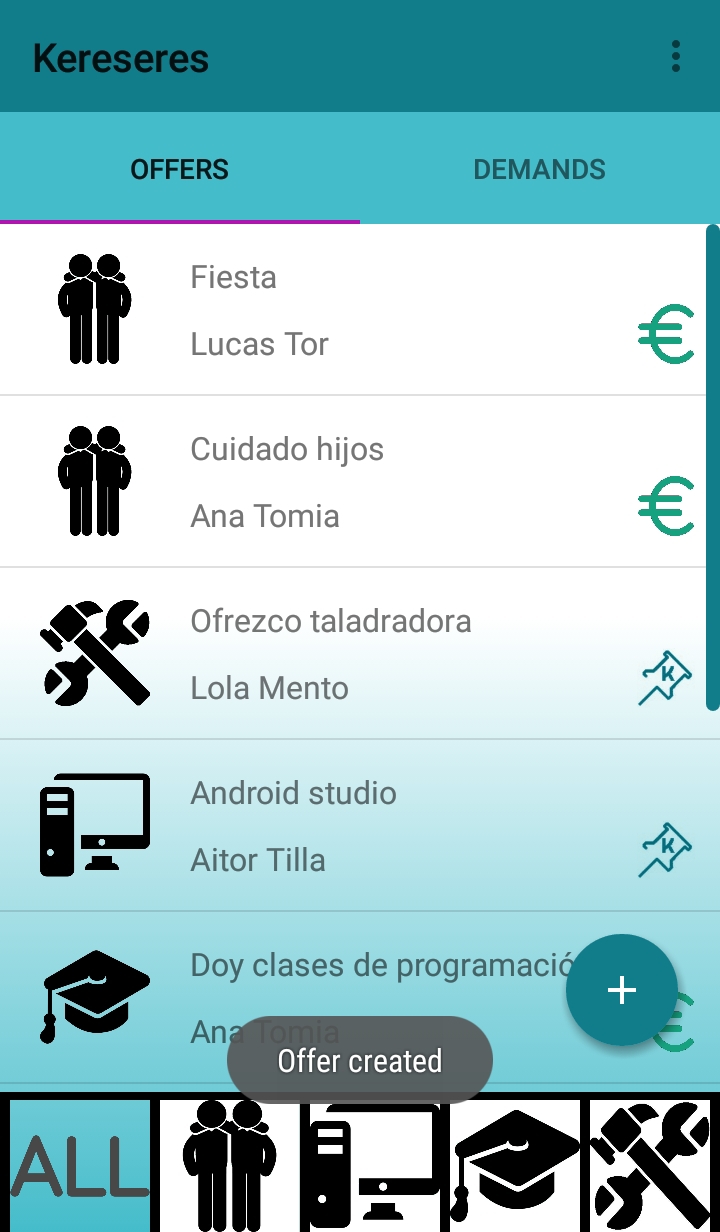 Kereseres
OFFERS DEMANDS
Fiesta
Lucas Tor
Cuidado hijos
Ana Tomia
Ofrezco taladradora
Lola Mento
K
Android studio
Aitor Tilla
K
Doy clases de programació
Ana Tomia
Offer created
ALL